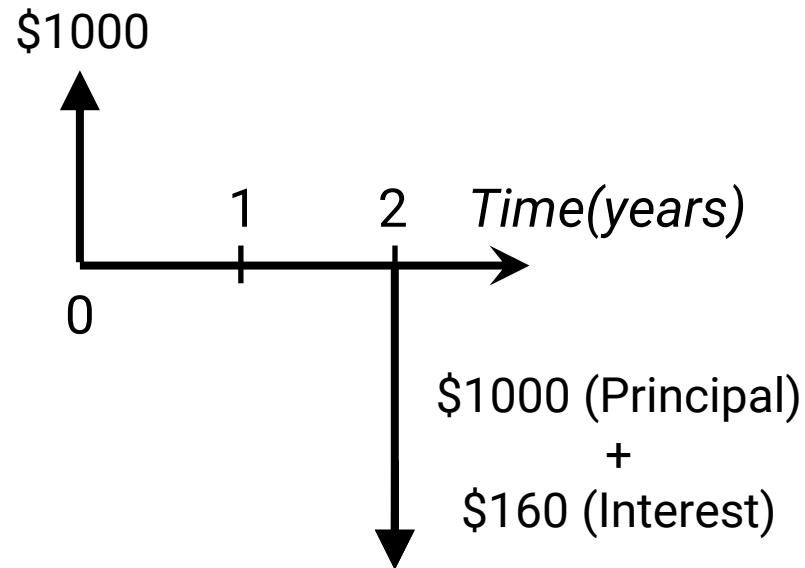 $1000
1
2
Time(years)
0
$1000 (Principal)
+
$160 (Interest)